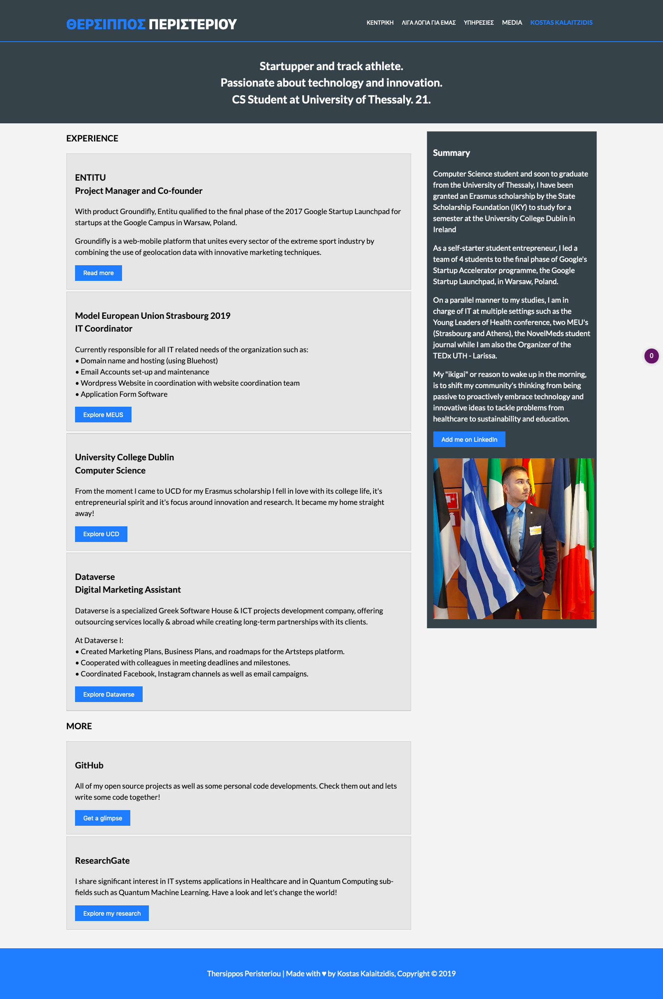 ΘΕΡΣΙΠΠΟΣ ΠΕΡΙΣΤΕΡΙΟΥ
ΚΕΝΤΡΙΚΗ ΛΙΓΑ ΛΟΓΙΑ ΓΙΑ ΕΜΑΣ ΥΠΗΡΕΣΙΕΣ MEDIA KOSTAS KALAITZIDIS
Startupper and track athlete.
Passionate about technology and innovation.
CS Student at University of Thessaly. 21.
EXPERIENCE
ENTITU
Project Manager and Co-founder
With product Groundifly, Entitu qualified to the final phase of the 2017 Google Startup Launchpad for
startups at the Google Campus in Warsaw, Poland.
Groundifly is a web-mobile platform that unites every sector of the extreme sport industry by
combining the use of geolocation data with innovative marketing techniques.
Read more
Model European Union Strasbourg 2019
IT Coordinator
Currently responsible for all IT related needs of the organization such as:
• Domain name and hosting (using Bluehost)
• Email Accounts set-up and maintenance
• Wordpress Website in coordination with website coordination team
• Application Form Software
Explore MEUS
University College Dublin
Computer Science
From the moment I came to UCD for my Erasmus scholarship I fell in love with its college life, it's
entrepreneurial spirit and it's focus around innovation and research. It became my home straight
away!
Explore UCD
Dataverse
Digital Marketing Assistant
Dataverse is a specialized Greek Software House & ICT projects development company, offering
outsourcing services locally & abroad while creating long-term partnerships with its clients.
At Dataverse I:
• Created Marketing Plans, Business Plans, and roadmaps for the Artsteps platform.
• Cooperated with colleagues in meeting deadlines and milestones.
• Coordinated Facebook, Instagram channels as well as email campaigns.
Explore Dataverse
MORE
GitHub
All of my open source projects as well as some personal code developments. Check them out and lets
write some code together!
Get a glimpse
ResearchGate
I share significant interest in IT systems applications in Healthcare and in Quantum Computing sub-
fields such as Quantum Machine Learning. Have a look and let's change the world!
Explore my research
Summary
Computer Science student and soon to graduate
from the University of Thessaly, I have been
granted an Erasmus scholarship by the State
Scholarship Foundation (IKY) to study for a
semester at the University College Dublin in
Ireland
As a self-starter student entrepreneur, I led a
team of 4 students to the final phase of Google's
Startup Accelerator programme, the Google
Startup Launchpad, in Warsaw, Poland.
On a parallel manner to my studies, I am in
charge of IT at multiple settings such as the
Young Leaders of Health conference, two MEU's
(Strasbourg and Athens), the NovelMeds student
journal while I am also the Organizer of the
TEDx UTH - Larissa.
My "ikigai" or reason to wake up in the morning,
is to shift my community's thinking from being
passive to proactively embrace technology and
innovative ideas to tackle problems from
healthcare to sustainability and education.
Add me on LinkedIn
0
Thersippos Peristeriou | Made with ♥ by Kostas Kalaitzidis, Copyright © 2019